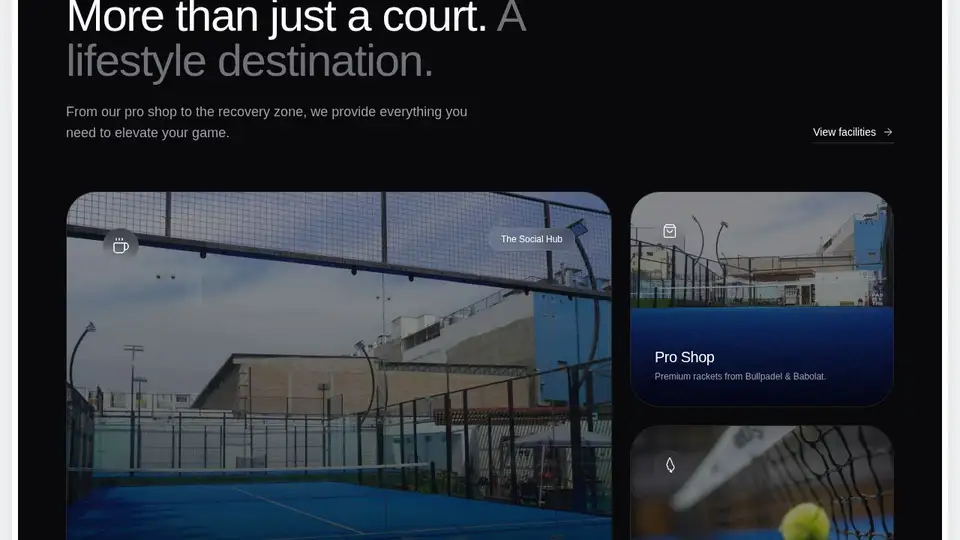 More than just a court. A
lifestyle destination.
From our pro shop to the recovery zone, we provide everything you
need to elevate your game.
View facilities
The Social Hub
Pro Shop
Premium rackets from Bullpadel & Babolat.